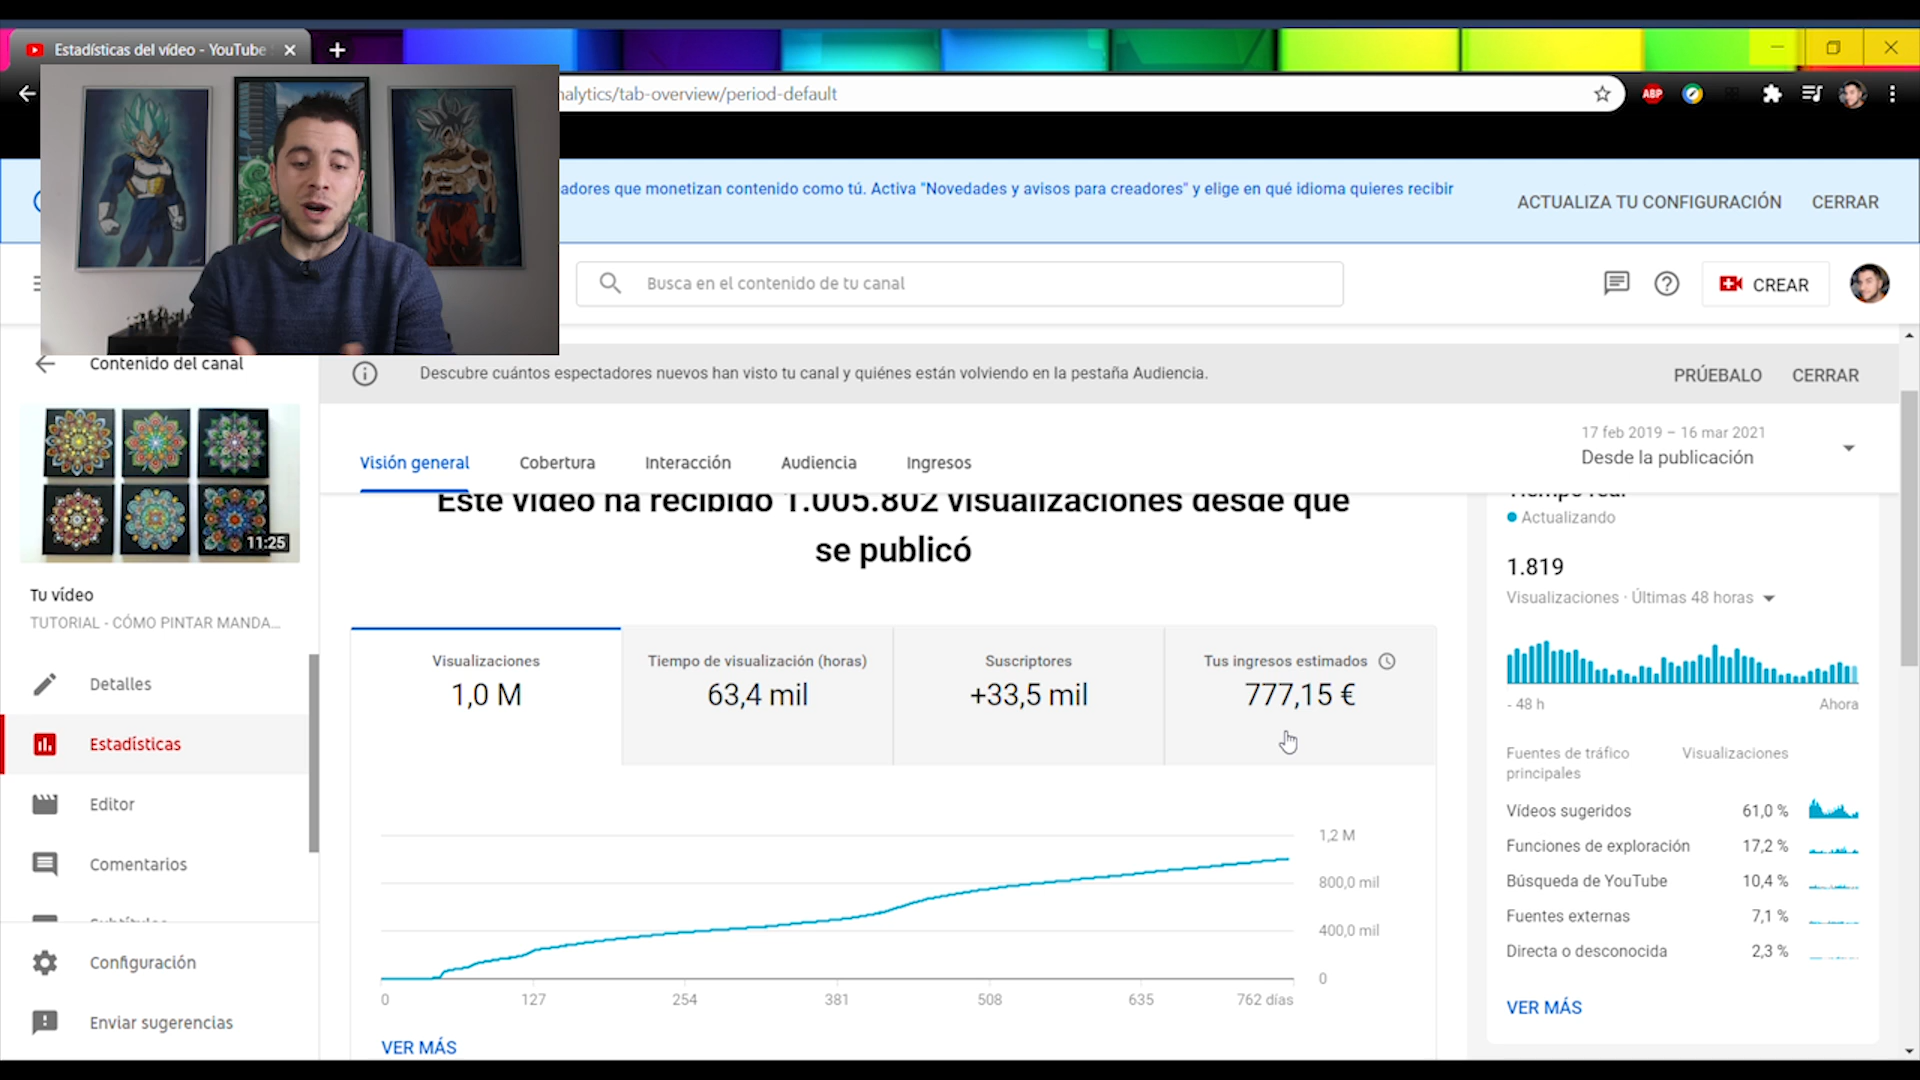 Estadísticas del vídeo - YouTube
nalytics/tab-overview/period-default
ABP
adores que monetizan contenido como tú. Activa "Novedades y avisos para creadores" y elige en qué idioma quieres recibir
ACTUALIZA TU CONFIGURACIÓN
CERRAR
Busca en el contenido de tu canal
CREAR
Contenido del canal
Descubre cuántos espectadores nuevos han visto tu canal y quiénes están volviendo en la pestaña Audiencia.
PRÚEBALO
CERRAR
17 feb 2019 – 16 mar 2021
Desde la publicación
Visión general
Cobertura
Interacción
Audiencia
Ingresos
Este vídeo ha recibido 1.005.802 visualizaciones desde que
se publicó
11:25
Tu vídeo
TUTORIAL - CÓMO PINTAR MANDA...
Detalles
Estadísticas
Editor
Comentarios
Subtítulos
Configuración
Enviar sugerencias
Visualizaciones
1,0 M
Tiempo de visualización (horas)
63,4 mil
Suscriptores
+33,5 mil
Tus ingresos estimados
777,15 €
1,2 M
800,0 mil
400,0 mil
0
0
127
254
381
508
635
762 días
VER MÁS
Tiempo real
Actualizando
1.819
Visualizaciones · Últimas 48 horas
- 48 h
Ahora
Fuentes de tráfico
principales
Visualizaciones
Vídeos sugeridos
61,0 %
Funciones de exploración
17,2 %
Búsqueda de YouTube
10,4 %
Fuentes externas
7,1 %
Directa o desconocida
2,3 %
VER MÁS